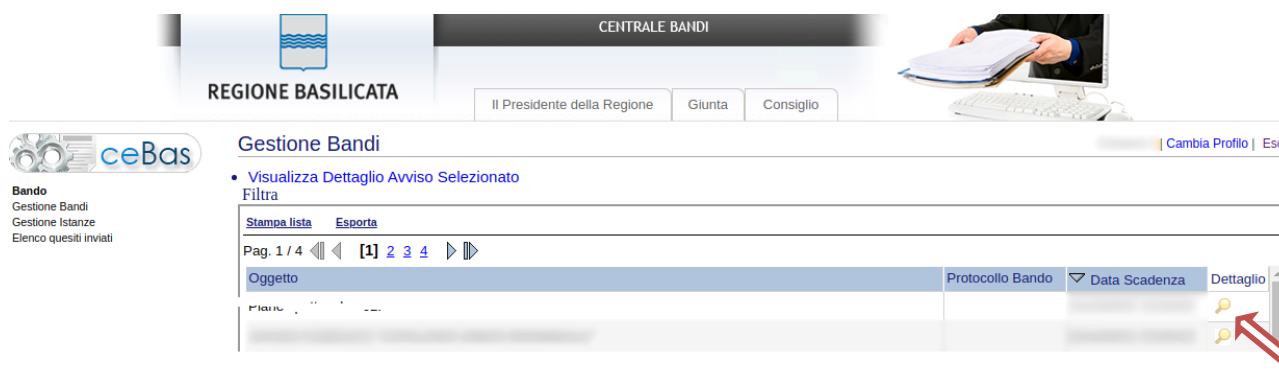 CENTRALE BANDI
REGIONE BASILICATA
Il Presidente della Regione Giunta Consiglio
ceBas
Gestione Bandi
| Cambia Profilo |
Bando
Gestione Bandi
Gestione Istanze
Elenco quesiti inviati
• Visualizza Dettaglio Avviso Selezionato
Filtra
Stampa lista Esporta
Pag. 1 / 4 [1] 2 3 4
Oggetto Protocollo Bando Data Scadenza Dettaglio